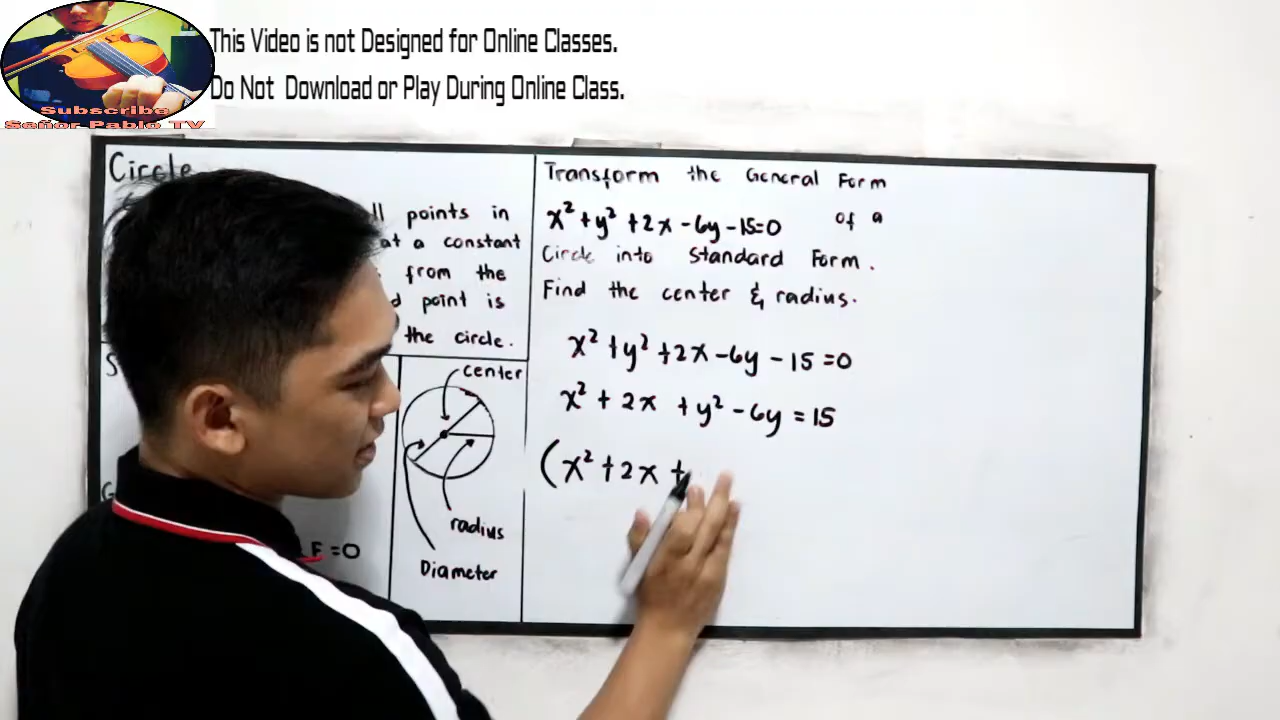 This Video is not Designed for Online Classes.
Do Not Download or Play During Online Class.
Subscribe
Señor Pablo TV
Circle
points in
at a constant
from the
point is
the circle.
center
radius
Diameter
F = 0
Transform the General Form
x² + y² + 2x - 6y - 15 = 0 of a
Circle into Standard Form.
Find the center & radius.
x² + y² + 2x - 6y - 15 = 0
x² + 2x + y² - 6y = 15
(x² + 2x +